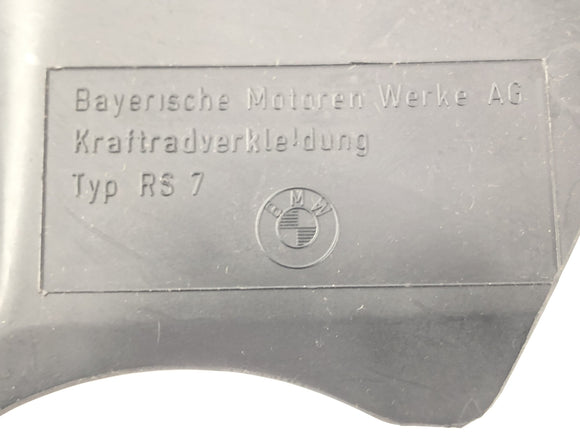 Bayerische Motoren Werke AG
Kraftradverkleidung
Typ RS 7
BMW